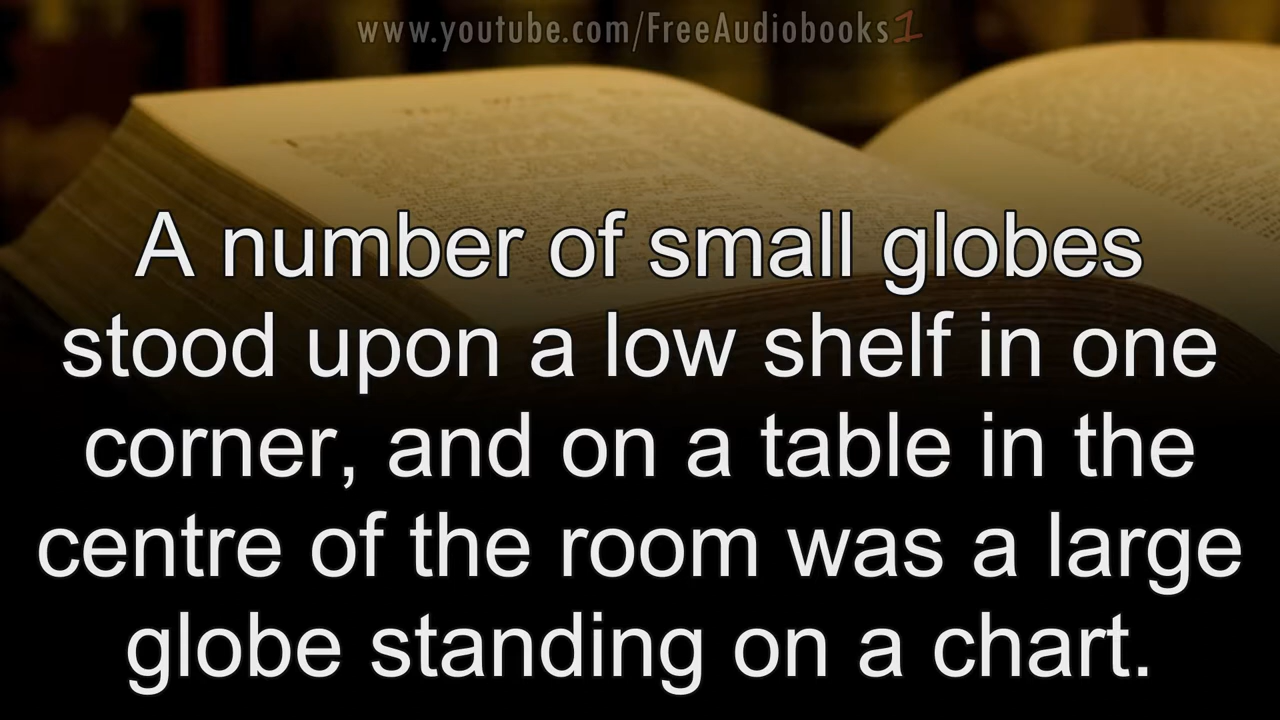 www.youtube.com/FreeAudiobooks1
A number of small globes
stood upon a low shelf in one
corner, and on a table in the
centre of the room was a large
globe standing on a chart.